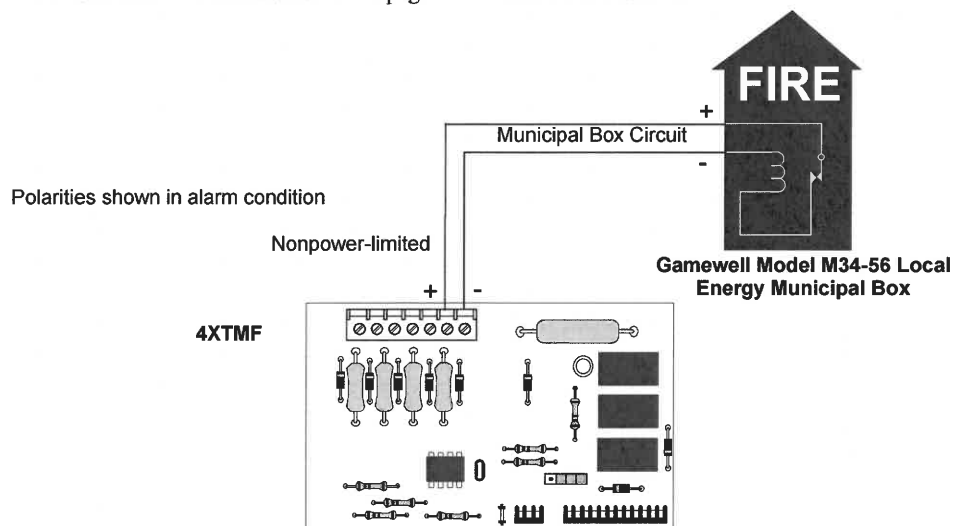 FIRE
+
Municipal Box Circuit
-
Polarities shown in alarm condition
Nonpower-limited
Gamewell Model M34-56 Local
Energy Municipal Box
+ -
4XTMF